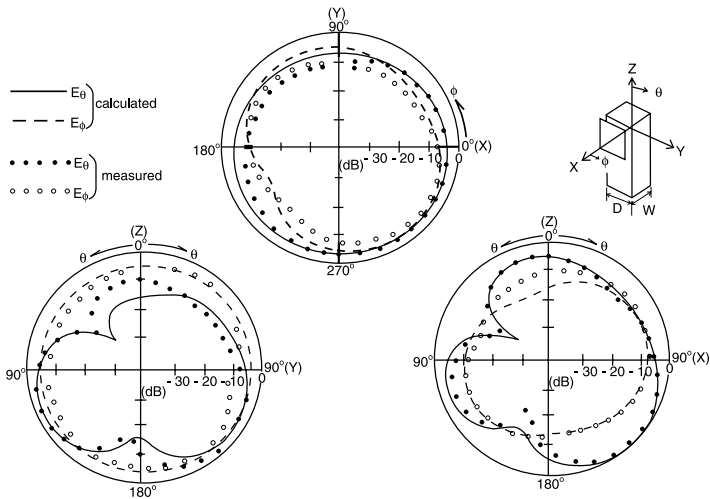 Eθ
Eϕ
calculated
Eθ
Eϕ
measured
(Y)
90°
ϕ
180°
0°(X)
(dB) - 30 - 20 - 10 0
270°
Z
θ
X
ϕ
Y
D W
(Z)
0°
θ θ
90° 90°(Y)
(dB) - 30 - 20 - 10 0
180°
(Z)
0°
θ θ
90° 90°(X)
(dB) - 30 - 20 - 10 0
180°